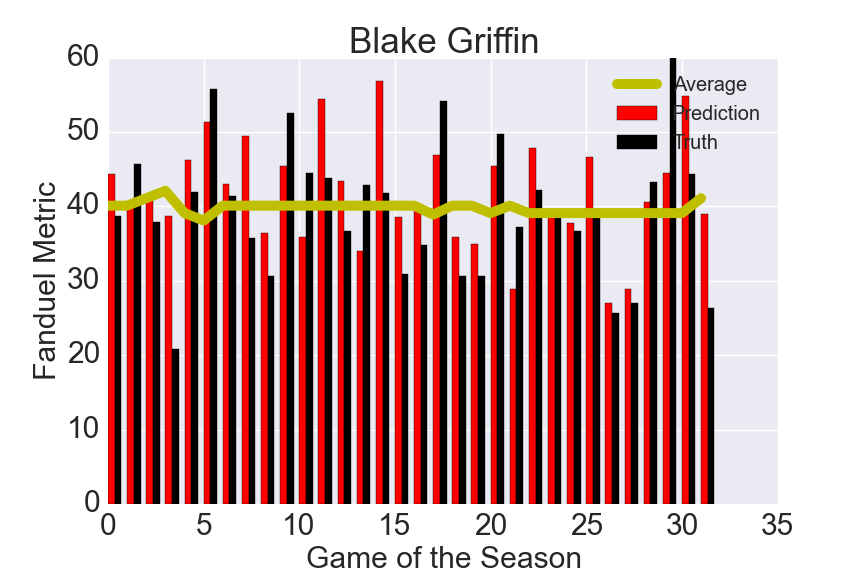 Blake Griffin
60
50
40
30
20
10
0
Fanduel Metric
Average
Prediction
Truth
0 5 10 15 20 25 30 35
Game of the Season